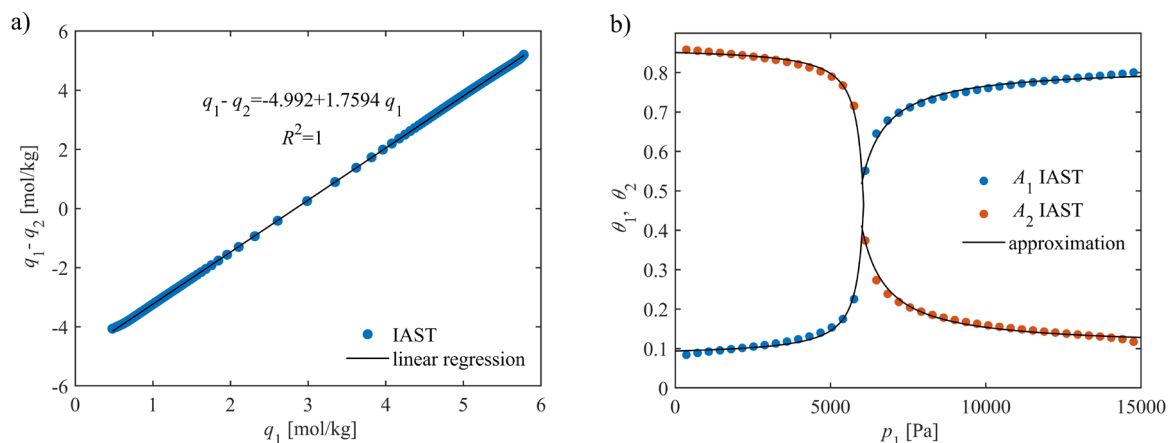 a)
6
4
2
0
-2
-4
-6
q₁- q₂ [mol/kg]
q₁- q₂=-4.992+1.7594 q₁
R²=1
IAST
linear regression
0
1
2
3
4
5
6
q₁ [mol/kg]
b)
0.8
0.7
0.6
0.5
0.4
0.3
0.2
0.1
0
θ₁, θ₂
A₁ IAST
A₂ IAST
approximation
0
5000
10000
15000
p₁ [Pa]